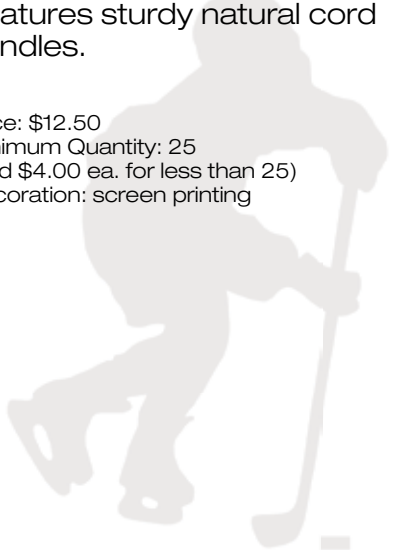 atures sturdy natural cord
ndles.
ce: $12.50
nimum Quantity: 25
d $4.00 ea. for less than 25)
coration: screen printing